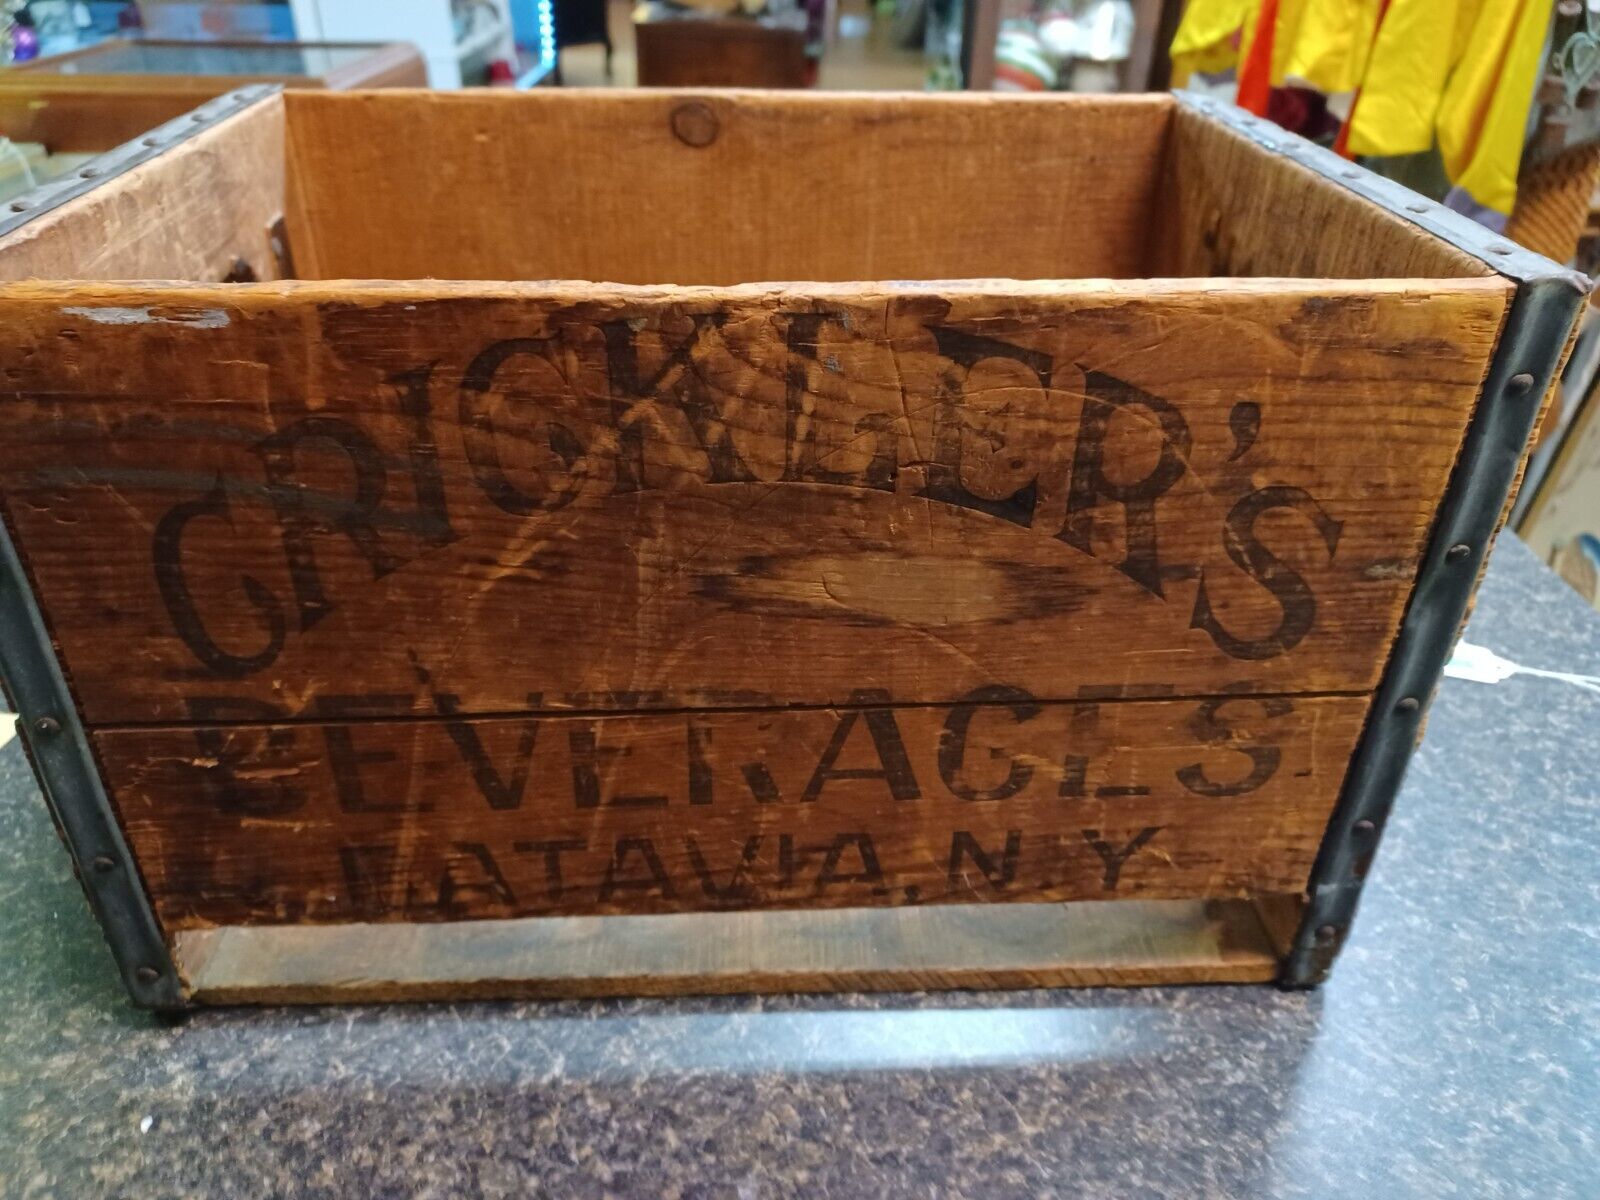 CRICKLER'S
BEVERAGES
BATAVIA, N.Y.